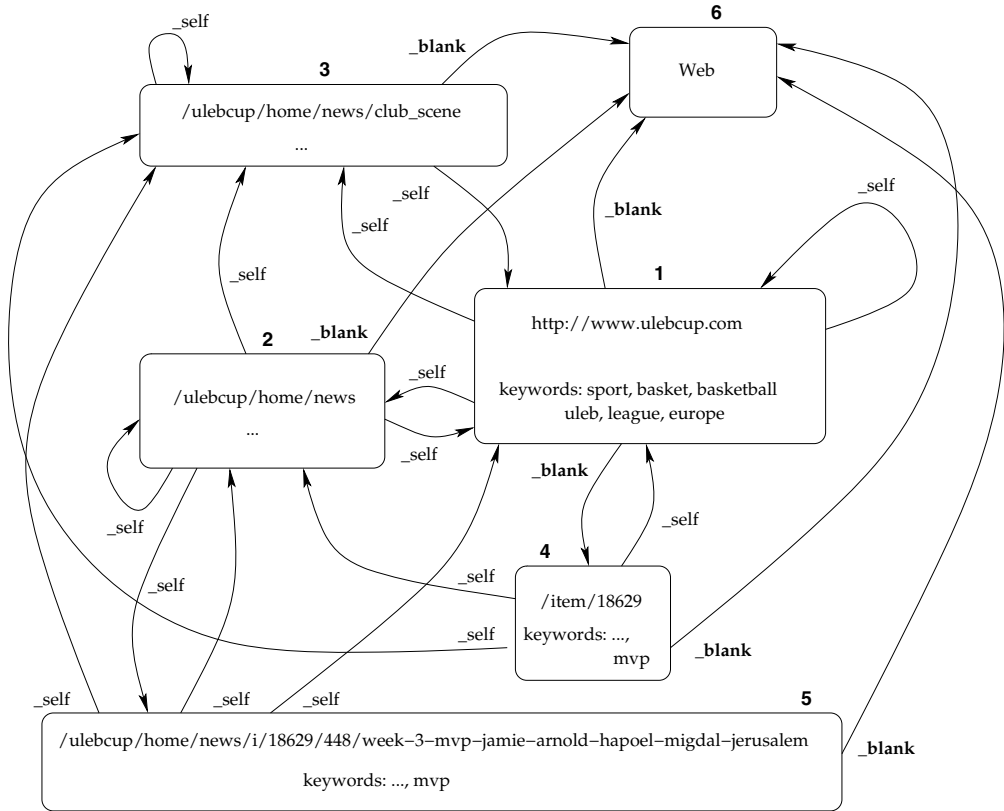 6
_self
_blank
3
Web
/ulebcup/home/news/club_scene
...
_self
_self
_self
_blank
_self
1
_self
http://www.ulebcup.com
keywords: sport, basket, basketball
uleb, league, europe
2
_blank
/ulebcup/home/news
...
_self
_self
_self
_blank
_self
4
_self
_self
/item/18629
keywords: ...,
mvp
_self
_blank
_self
_self
_self
5
/ulebcup/home/news/i/18629/448/week−3−mvp−jamie−arnold−hapoel−migdal−jerusalem
keywords: ..., mvp
_blank